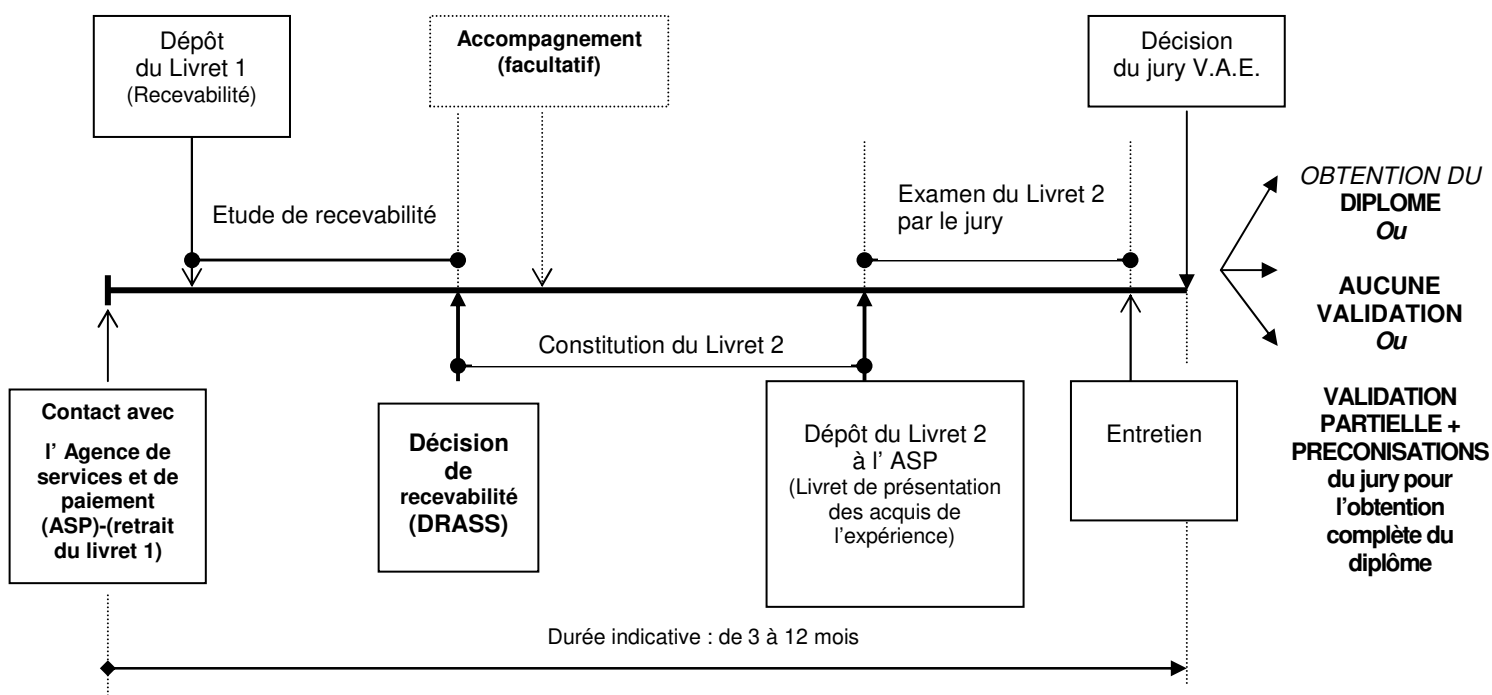 Dépôt
du Livret 1
(Recevabilité)
Accompagnement
(facultatif)
Décision
du jury V.A.E.
Etude de recevabilité
Examen du Livret 2
par le jury
OBTENTION DU
DIPLOME
Ou
AUCUNE
VALIDATION
Ou
VALIDATION
PARTIELLE +
PRECONISATIONS
du jury pour
l'obtention
complète du
diplôme
Constitution du Livret 2
Contact avec
l' Agence de
services et de
paiement
(ASP)-(retrait
du livret 1)
Décision
de
recevabilité
(DRASS)
Dépôt du Livret 2
à l' ASP
(Livret de présentation
des acquis de
l'expérience)
Entretien
Durée indicative : de 3 à 12 mois